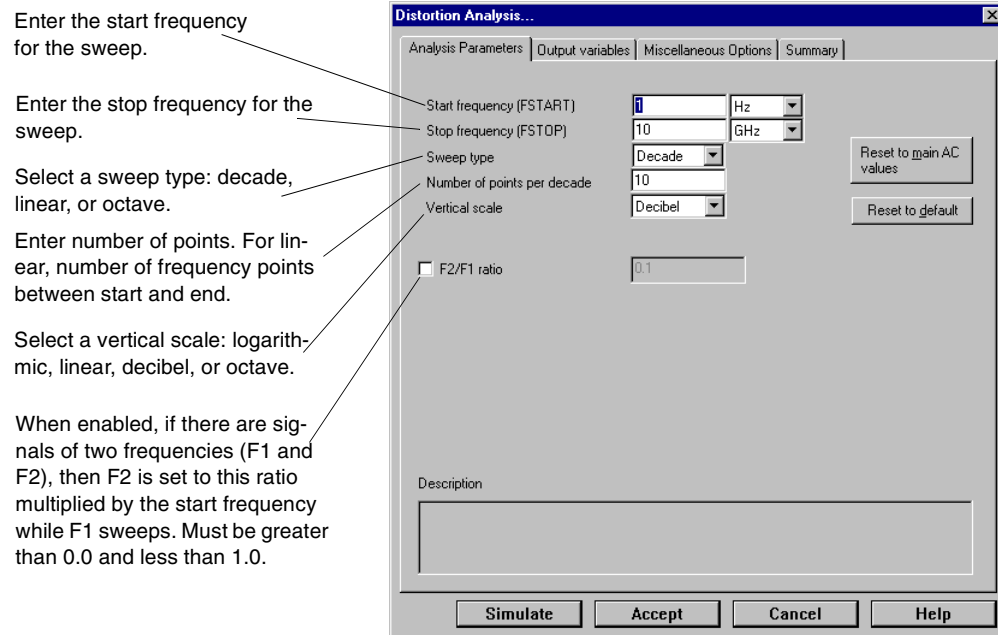 Enter the start frequency
for the sweep.
Enter the stop frequency for the
sweep.
Select a sweep type: decade,
linear, or octave.
Enter number of points. For lin-
ear, number of frequency points
between start and end.
Select a vertical scale: logarith-
mic, linear, decibel, or octave.
When enabled, if there are sig-
nals of two frequencies (F1 and
F2), then F2 is set to this ratio
multiplied by the start frequency
while F1 sweeps. Must be greater
than 0.0 and less than 1.0.
Distortion Analysis...
Analysis Parameters Output variables Miscellaneous Options Summary
Start frequency (FSTART) 1 Hz
Stop frequency (FSTOP) 10 GHz
Sweep type Decade
Number of points per decade 10
Vertical scale Decibel
Reset to main AC
values
Reset to default
F2/F1 ratio 0.1
Description
Simulate Accept Cancel Help